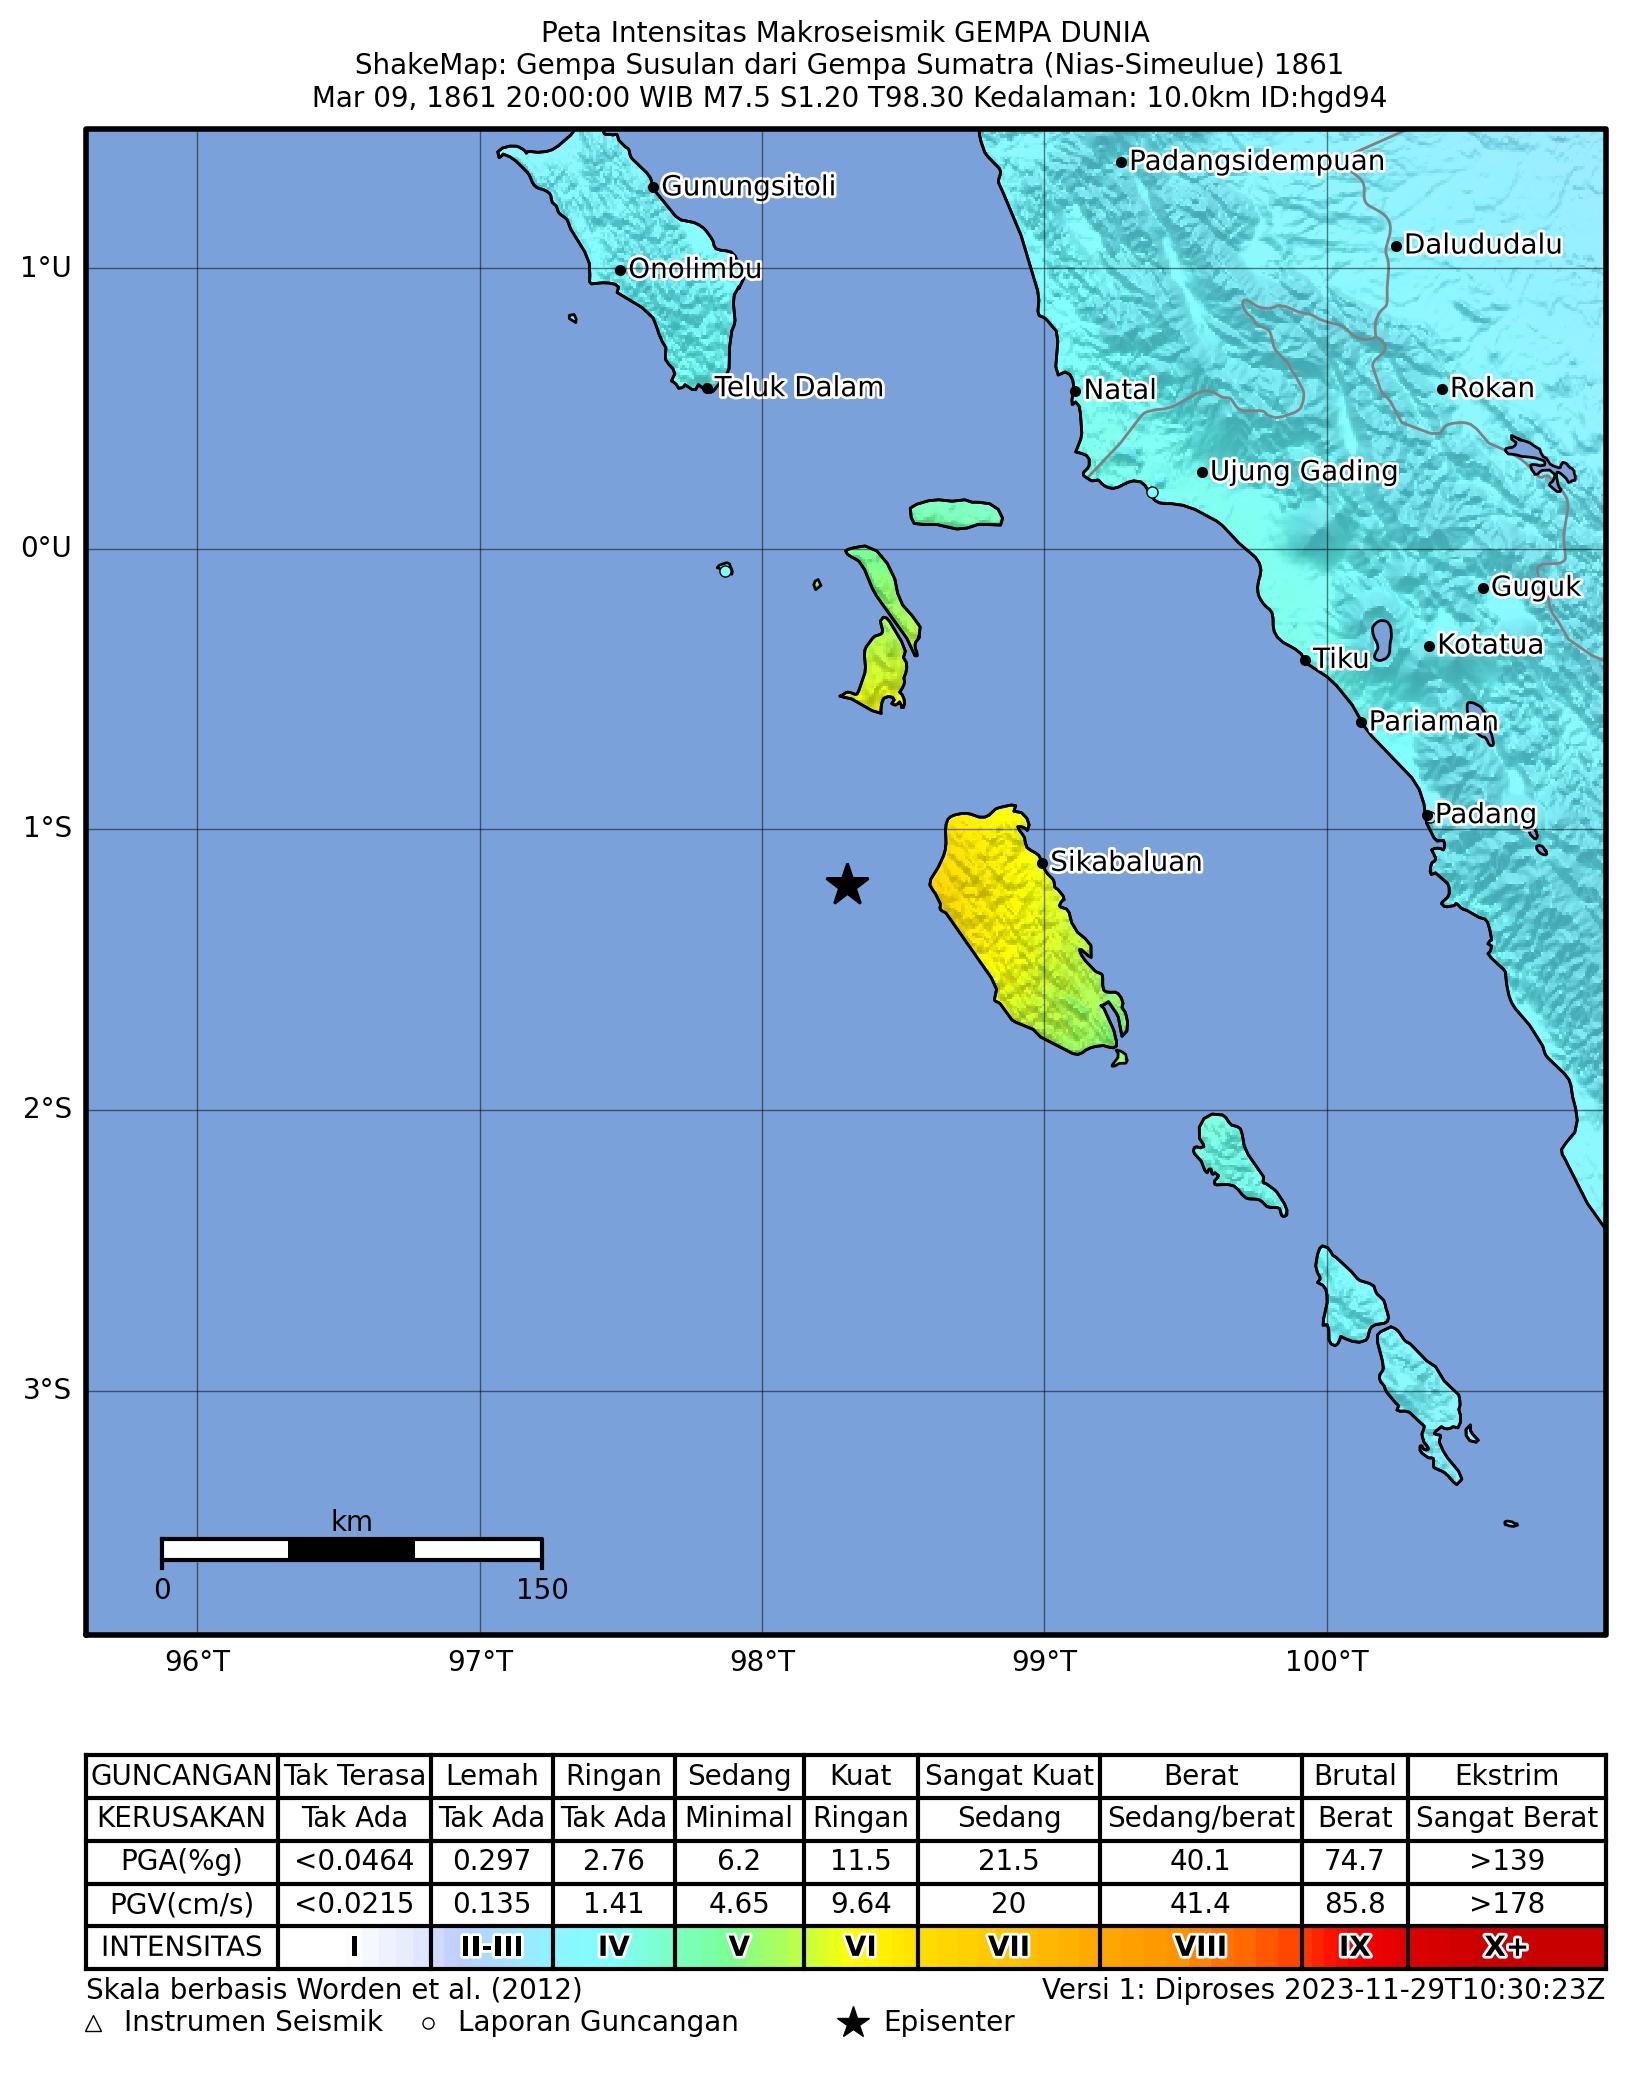 Peta Intensitas Makroseismik GEMPA DUNIA
ShakeMap: Gempa Susulan dari Gempa Sumatra (Nias-Simeulue) 1861
Mar 09, 1861 20:00:00 WIB M7.5 S1.20 T98.30 Kedalaman: 10.0km ID:hgd94
Padangsidempuan
Gunungsitoli
Dalududalu
1°U
Onolimbu
Teluk Dalam
Natal
Rokan
Ujung Gading
0°U
Guguk
Kotatua
Tiku
Pariaman
Padang
1°S
Sikabaluan
2°S
3°S
km
0 150
96°T 97°T 98°T 99°T 100°T
GUNCANGAN Tak Terasa Lemah Ringan Sedang Kuat Sangat Kuat Berat Brutal Ekstrim
KERUSAKAN Tak Ada Tak Ada Tak Ada Minimal Ringan Sedang Sedang/berat Berat Sangat Berat
PGA(%g) <0.0464 0.297 2.76 6.2 11.5 21.5 40.1 74.7 >139
PGV(cm/s) <0.0215 0.135 1.41 4.65 9.64 20 41.4 85.8 >178
INTENSITAS I II-III IV V VI VII VIII IX X+
Skala berbasis Worden et al. (2012) Versi 1: Diproses 2023-11-29T10:30:23Z
Instrumen Seismik Laporan Guncangan Episenter